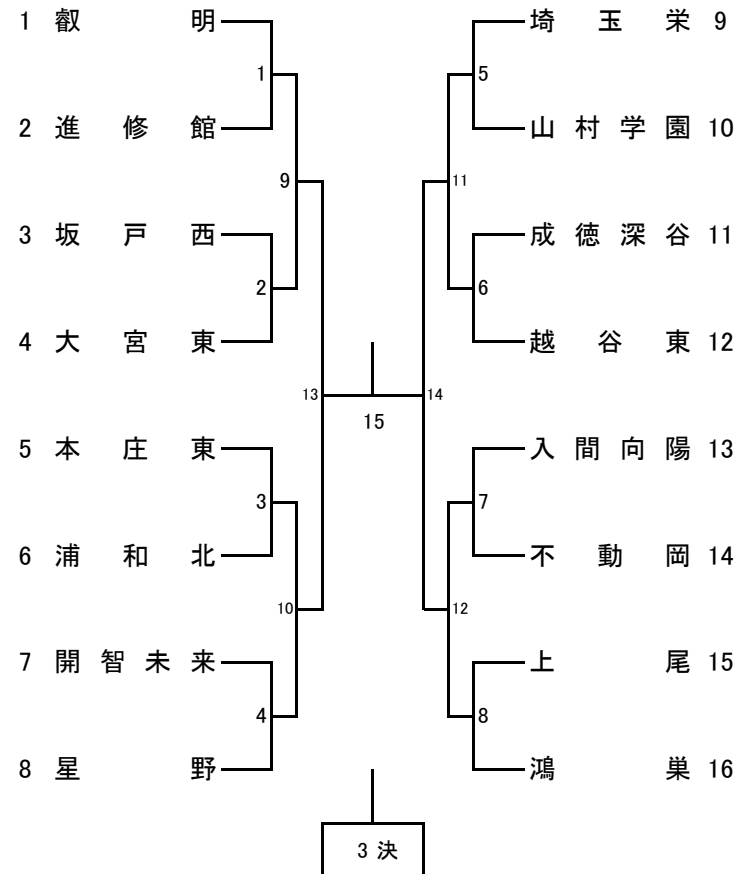 1 叡明 埼玉栄 9
1 5
2 進修館 山村学園 10
9 11
3 坂戸西 成徳深谷 11
2 6
4 大宮東 越谷東 12
13 14
15
5 本庄東 入間向陽 13
3 7
6 浦和北 不動岡 14
10 12
7 開智未来 上尾 15
4 8
8 星野 鴻巣 16
3決